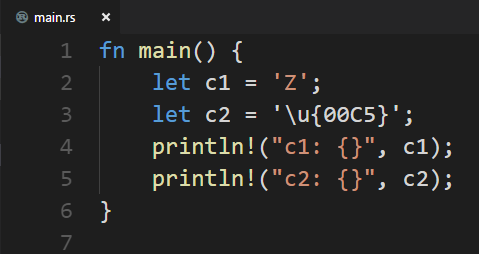 main.rs ×
1 fn main() {
2     let c1 = 'Z';
3     let c2 = '\u{00C5}';
4     println!("c1: {}", c1);
5     println!("c2: {}", c2);
6 }
7